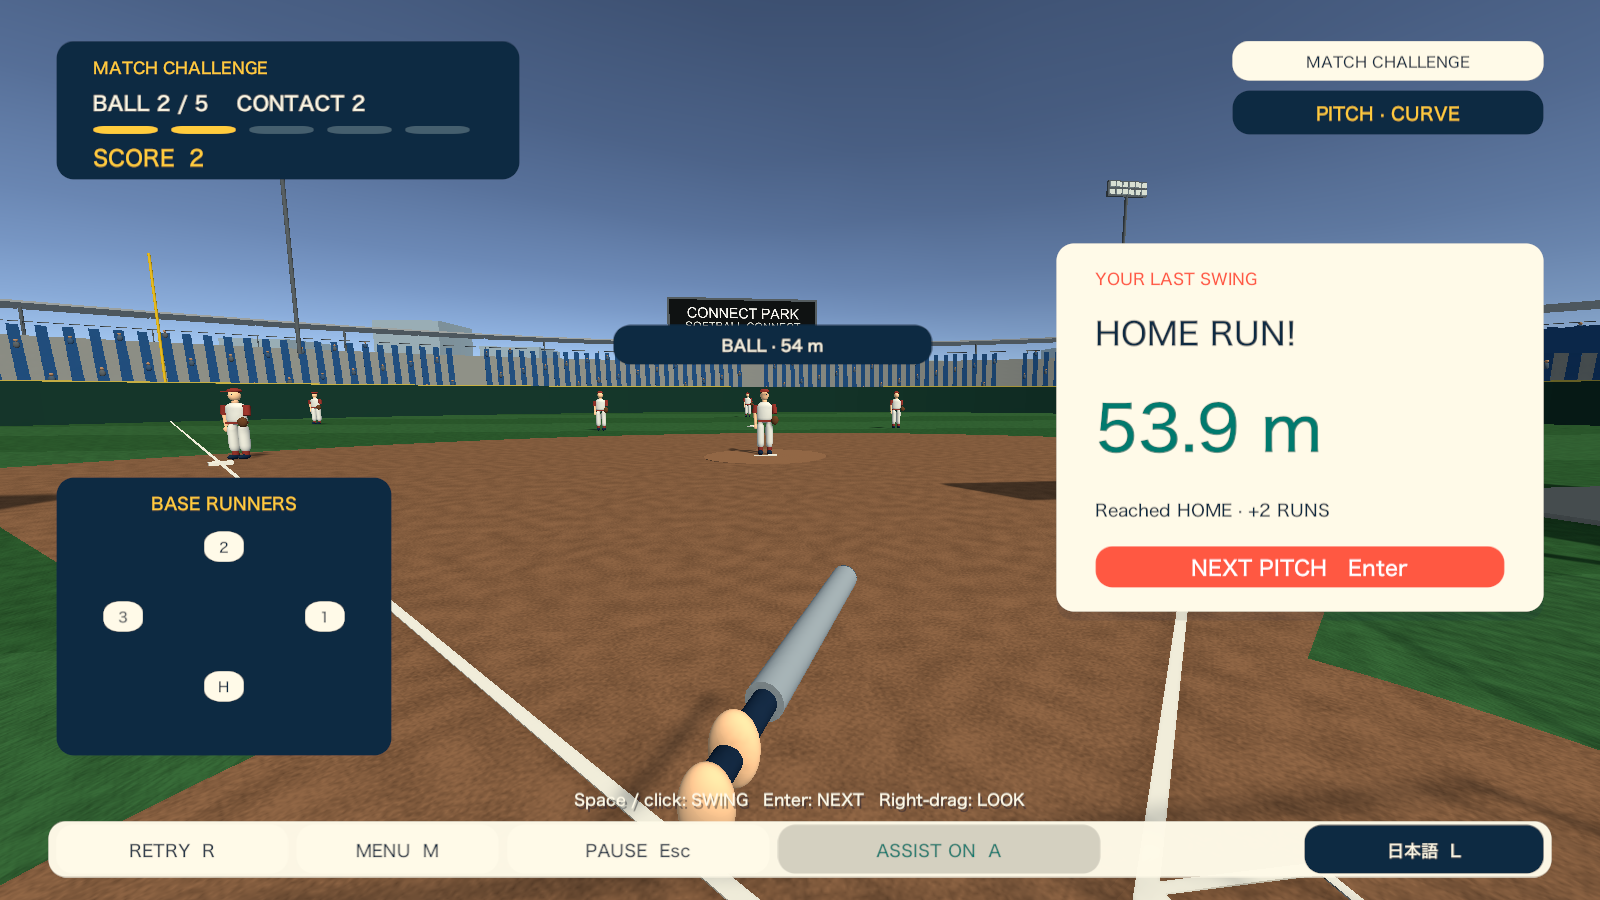 MATCH CHALLENGE
BALL 2 / 5 CONTACT 2
SCORE 2
MATCH CHALLENGE
PITCH · CURVE
CONNECT PARK
SOFTBALL CONNECT
BALL · 54 m
YOUR LAST SWING
HOME RUN!
53.9 m
Reached HOME · +2 RUNS
NEXT PITCH Enter
BASE RUNNERS
2
3 1
H
Space / click: SWING Enter: NEXT Right-drag: LOOK
RETRY R MENU M PAUSE Esc ASSIST ON A 日本語 L